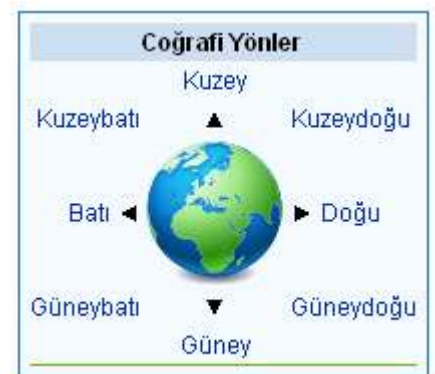 Coğrafi Yönler
Kuzey
Kuzeybatı
Kuzeydoğu
Batı
Doğu
Güneybatı
Güneydoğu
Güney